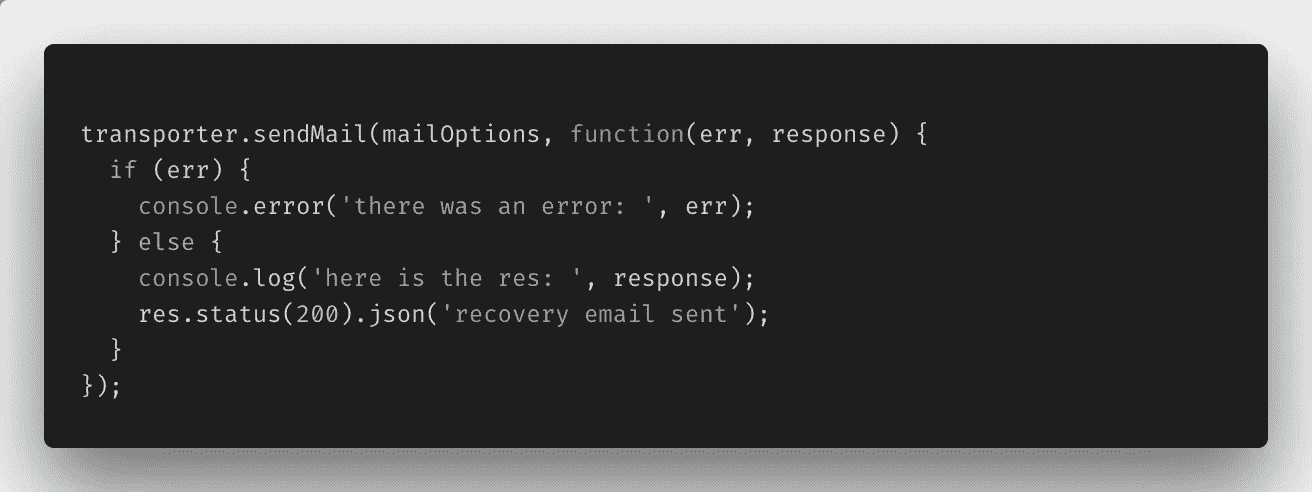 transporter.sendMail(mailOptions, function(err, response) {
  if (err) {
    console.error('there was an error: ', err);
  } else {
    console.log('here is the res: ', response);
    res.status(200).json('recovery email sent');
  }
});